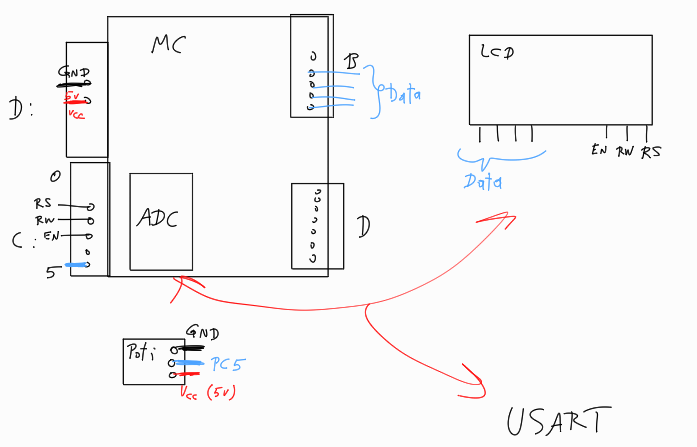 MC
LCD
GND
B
D:
5V
Vcc
Data
EN RW RS
Data
0
RS
RW
C: EN
ADC
D
5
GND
Poti
PC5
Vcc (5V)
USART